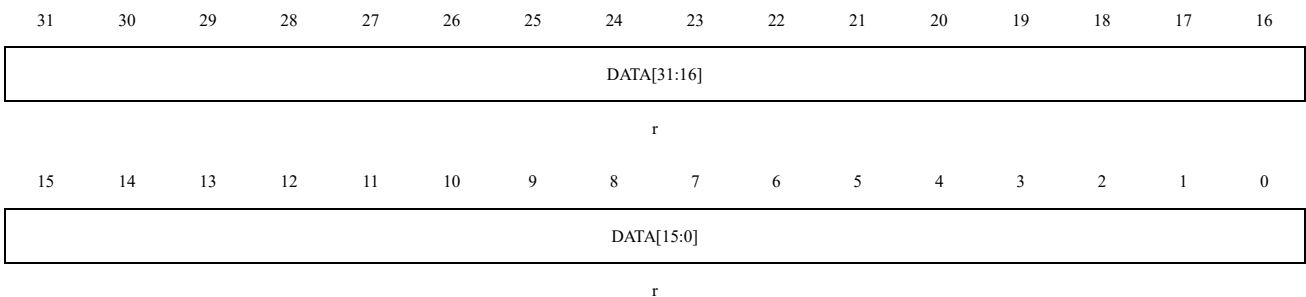 31 30 29 28 27 26 25 24 23 22 21 20 19 18 17 16
DATA[31:16]
r
15 14 13 12 11 10 9 8 7 6 5 4 3 2 1 0
DATA[15:0]
r